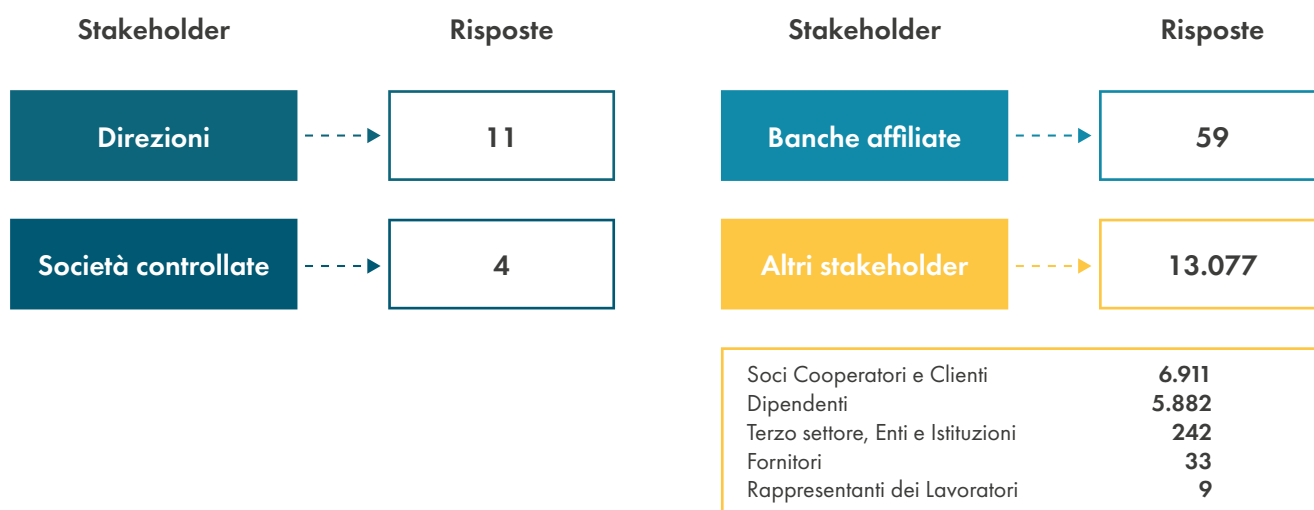 Stakeholder Risposte
Direzioni 11
Società controllate 4
Stakeholder Risposte
Banche affiliate 59
Altri stakeholder 13.077
Soci Cooperatori e Clienti 6.911
Dipendenti 5.882
Terzo settore, Enti e Istituzioni 242
Fornitori 33
Rappresentanti dei Lavoratori 9